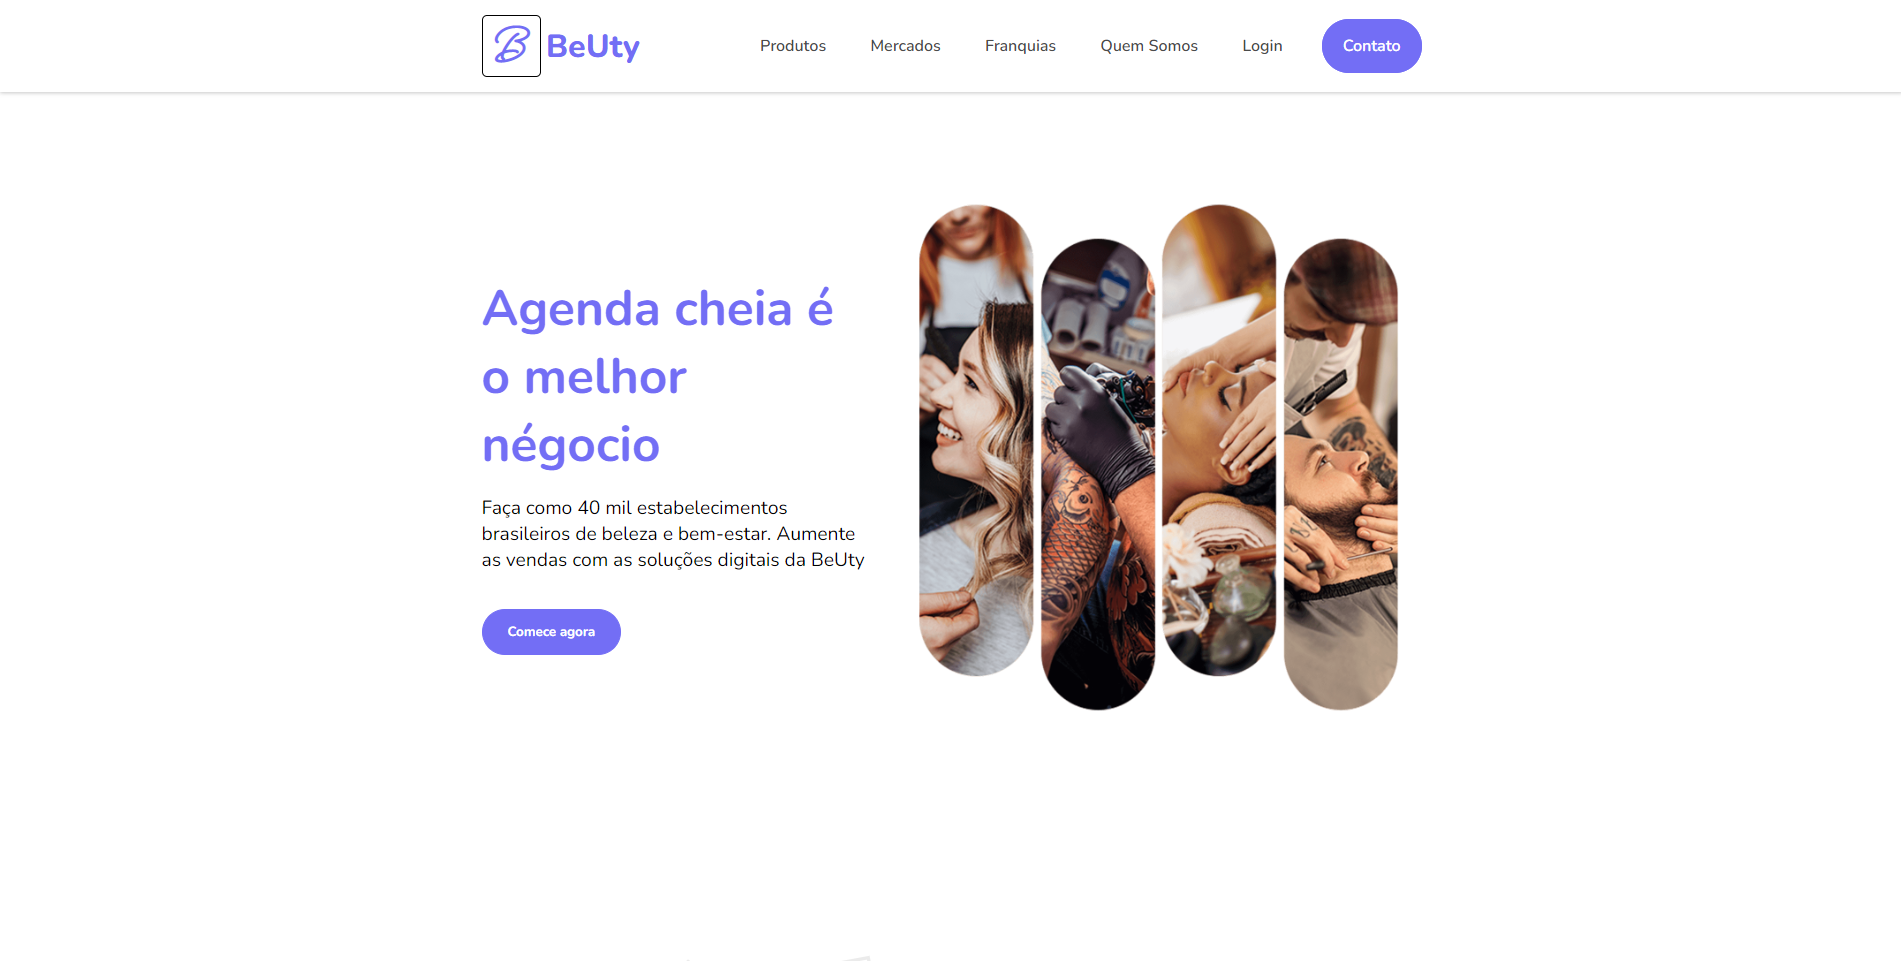 B BeUty
Produtos Mercados Franquias Quem Somos Login Contato
Agenda cheia é
o melhor
négocio
Faça como 40 mil estabelecimentos
brasileiros de beleza e bem-estar. Aumente
as vendas com as soluções digitais da BeUty
Comece agora